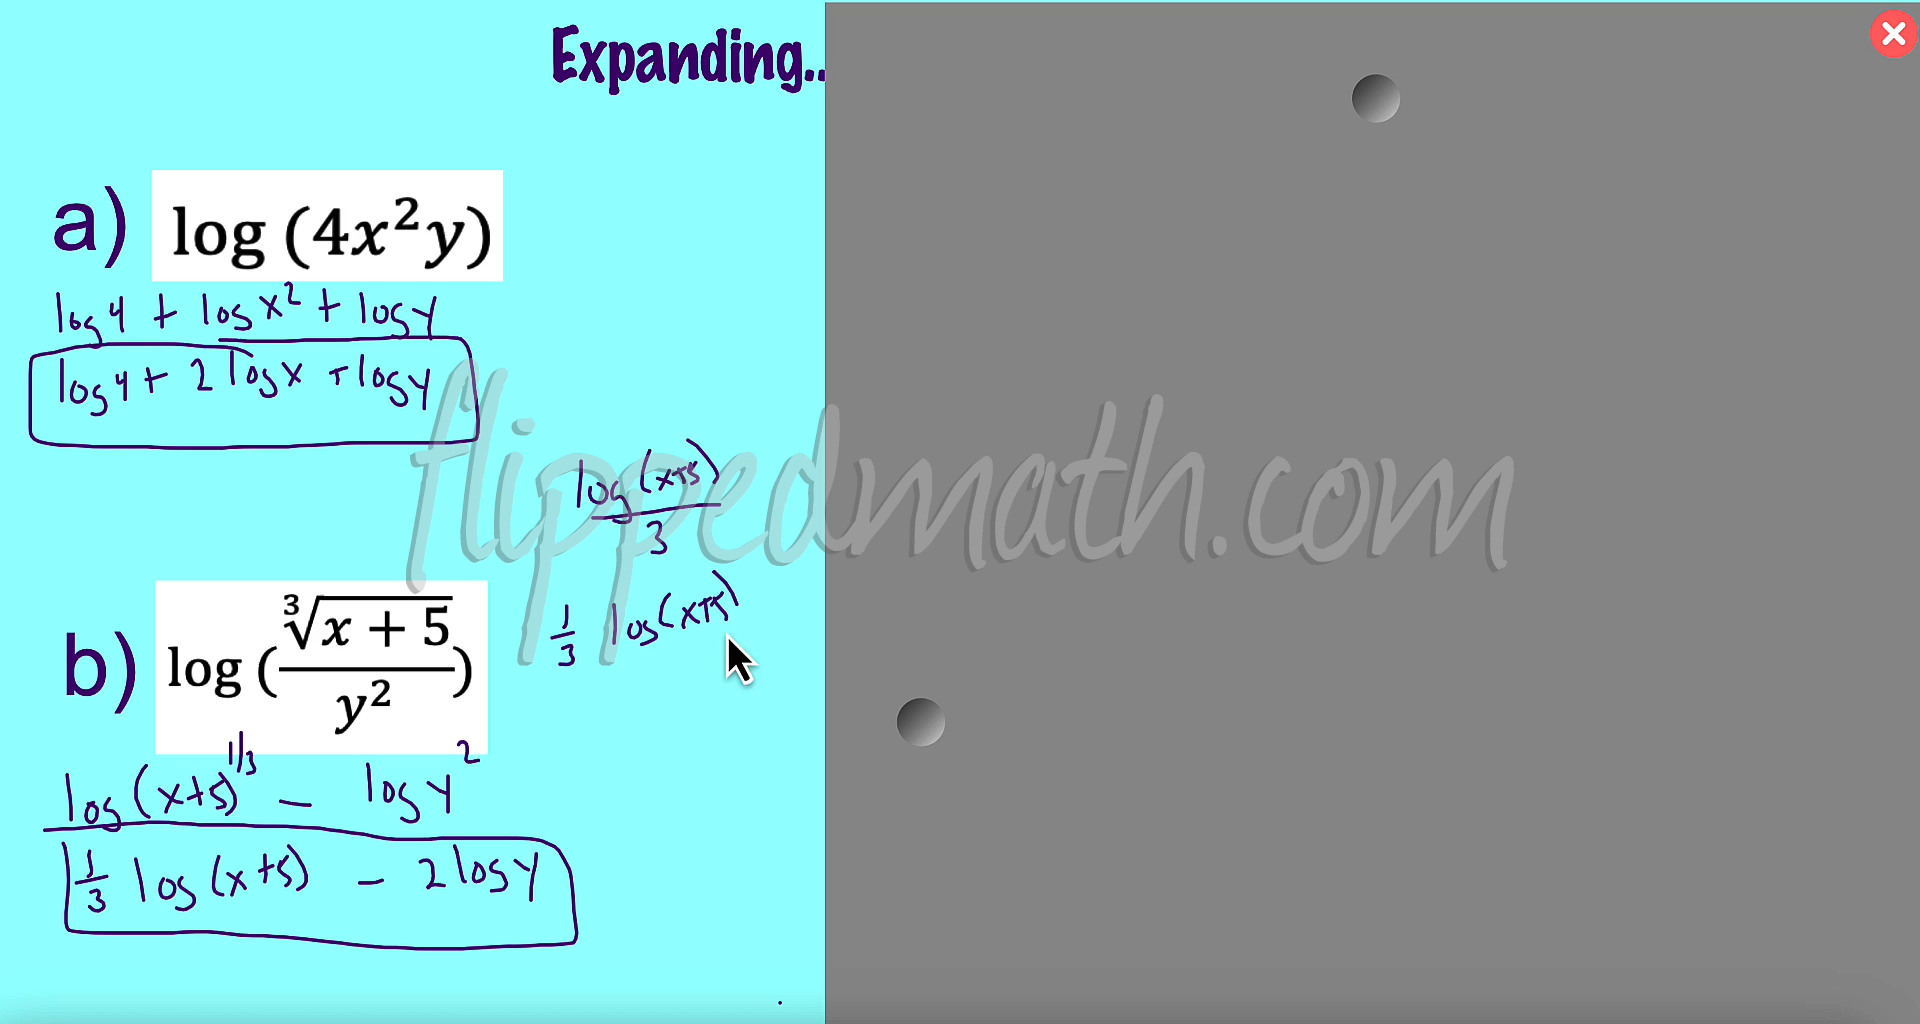 Expanding..
a) log (4x²y)
log 4 + log x² + log y
log 4 + 2 log x + log y
log (x+5)
3
1/3 log (x+5)
b) log (∛(x + 5) / y²)
log (x+5)^1/3 - log y²
1/3 log (x+5) - 2 log y
flippedmath.com